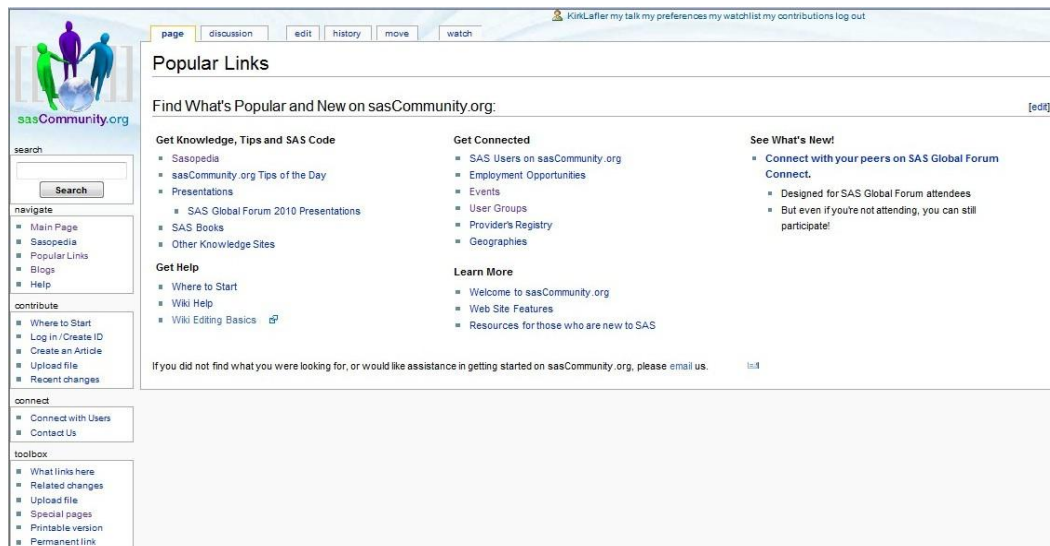 KirkLafler my talk my preferences my watchlist my contributions log out
page discussion edit history move watch
sasCommunity.org
search
Search
navigate
Main Page
Sasopedia
Popular Links
Blogs
Help
contribute
Where to Start
Log in / Create ID
Create an Article
Upload file
Recent changes
connect
Connect with Users
Contact Us
toolbox
What links here
Related changes
Upload file
Special pages
Printable version
Permanent link
Popular Links
Find What's Popular and New on sasCommunity.org:
[edit]
Get Knowledge, Tips and SAS Code
Sasopedia
sasCommunity.org Tips of the Day
Presentations
SAS Global Forum 2010 Presentations
SAS Books
Other Knowledge Sites
Get Help
Where to Start
Wiki Help
Wiki Editing Basics
Get Connected
SAS Users on sasCommunity.org
Employment Opportunities
Events
User Groups
Provider's Registry
Geographies
Learn More
Welcome to sasCommunity.org
Web Site Features
Resources for those who are new to SAS
See What's New!
Connect with your peers on SAS Global Forum
Connect.
Designed for SAS Global Forum attendees
But even if you're not attending, you can still
participate!
If you did not find what you were looking for, or would like assistance in getting started on sasCommunity.org, please email us.